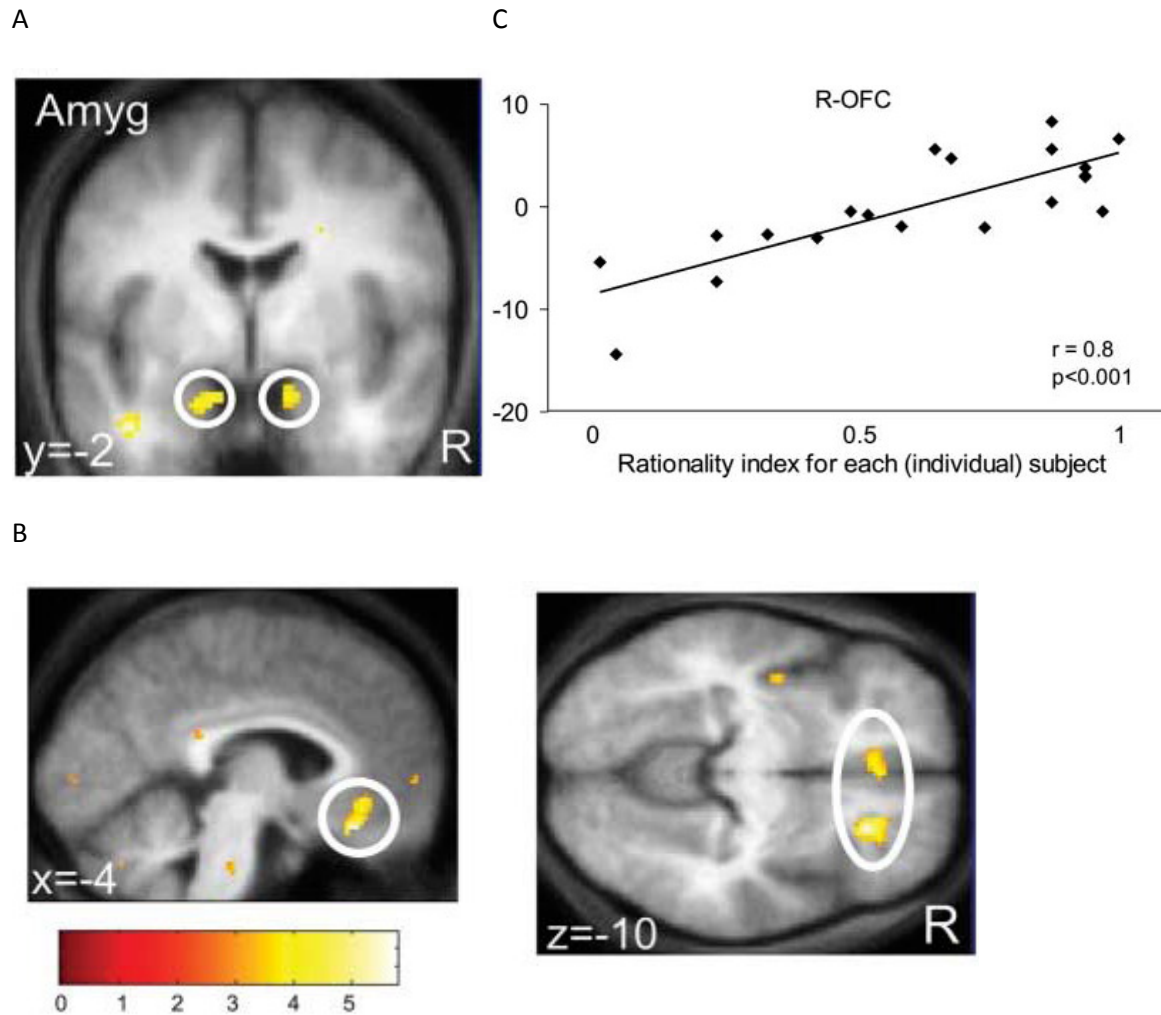 A
Amyg
y=-2
R
C
R-OFC
10
0
-10
-20
r = 0.8
p<0.001
0 0.5 1
Rationality index for each (individual) subject
B
x=-4
0 1 2 3 4 5
z=-10
R